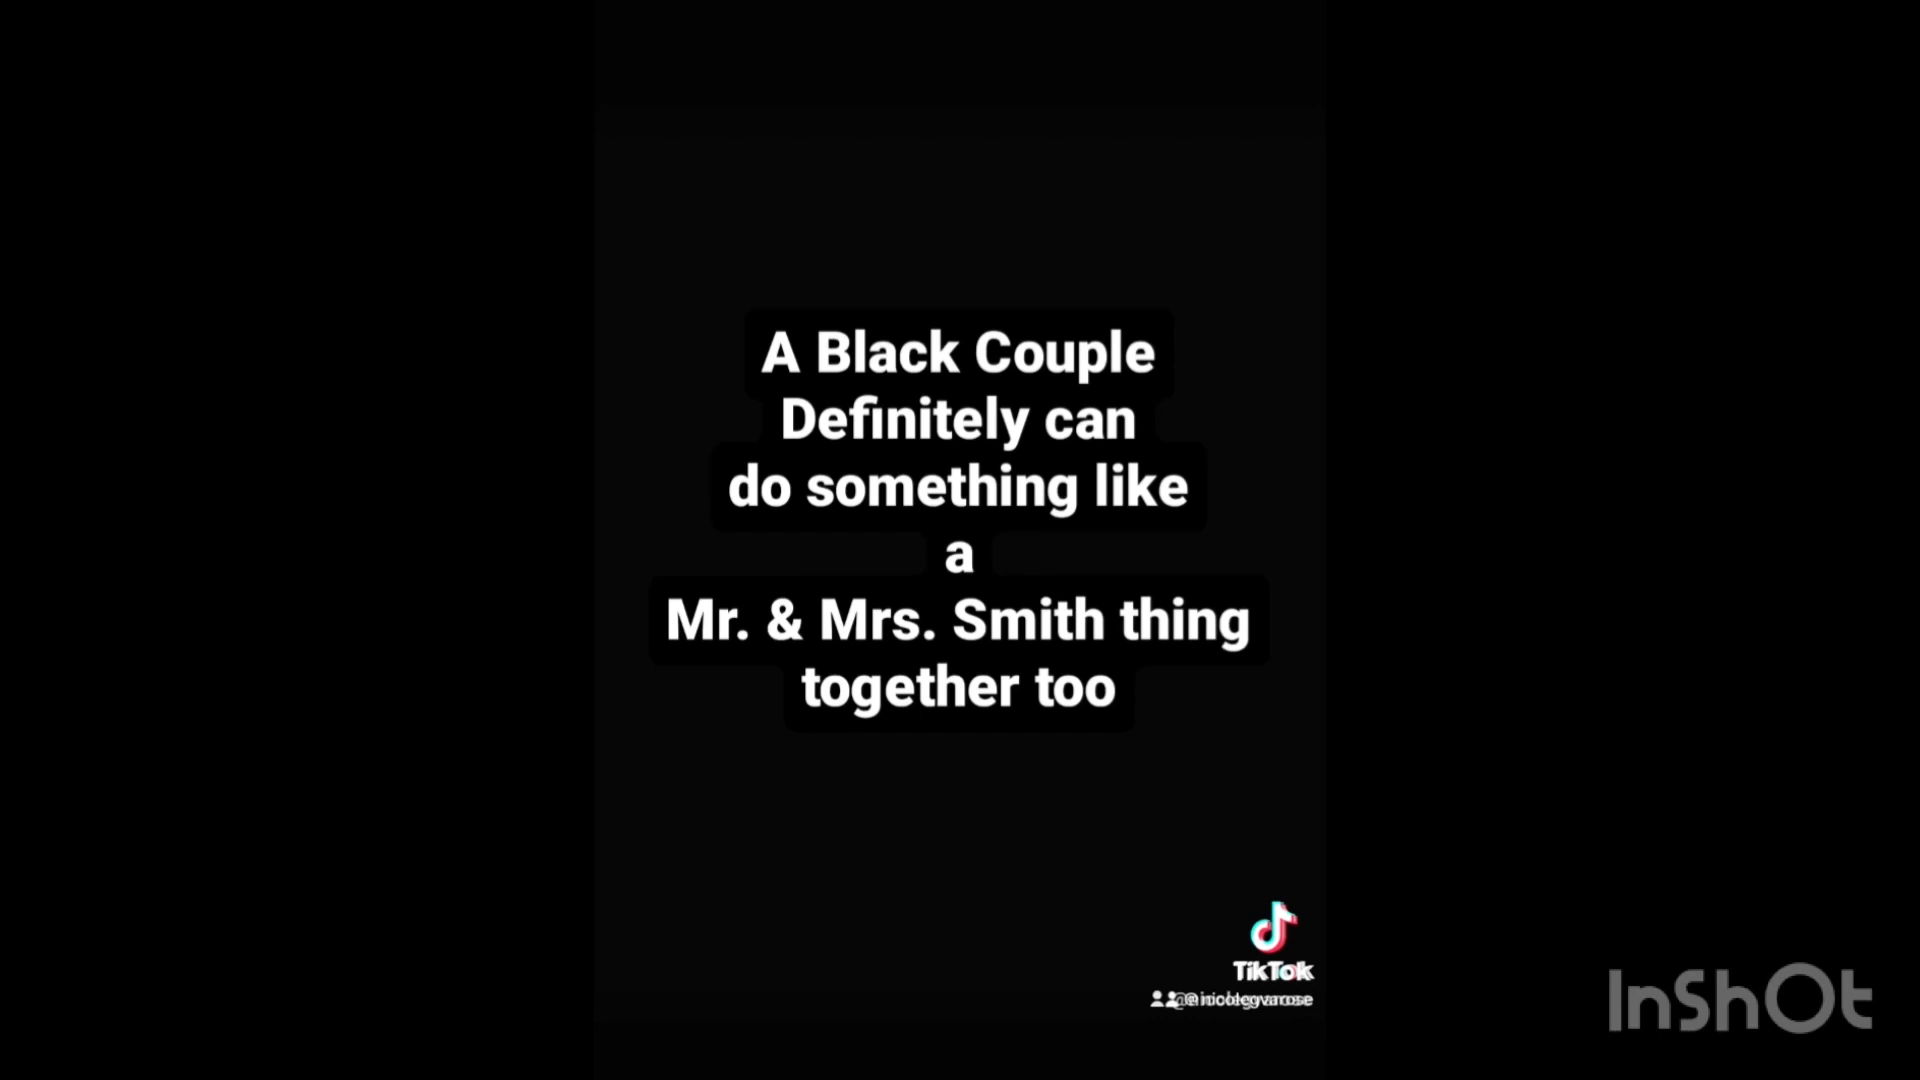 A Black Couple
Definitely can
do something like
a
Mr. & Mrs. Smith thing
together too
TikTok
InShOt